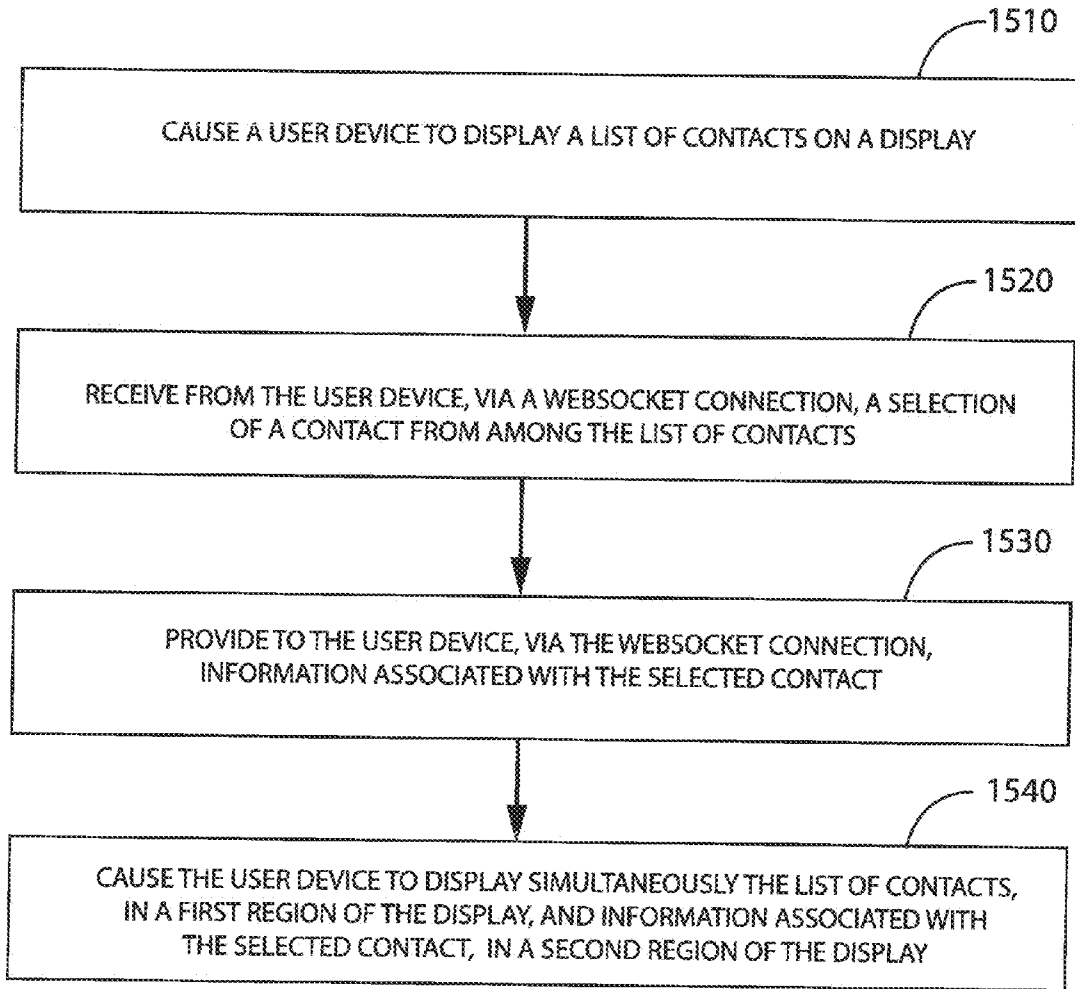 1510
CAUSE A USER DEVICE TO DISPLAY A LIST OF CONTACTS ON A DISPLAY
1520
RECEIVE FROM THE USER DEVICE, VIA A WEBSOCKET CONNECTION, A SELECTION
OF A CONTACT FROM AMONG THE LIST OF CONTACTS
1530
PROVIDE TO THE USER DEVICE, VIA THE WEBSOCKET CONNECTION,
INFORMATION ASSOCIATED WITH THE SELECTED CONTACT
1540
CAUSE THE USER DEVICE TO DISPLAY SIMULTANEOUSLY THE LIST OF CONTACTS,
IN A FIRST REGION OF THE DISPLAY, AND INFORMATION ASSOCIATED WITH
THE SELECTED CONTACT, IN A SECOND REGION OF THE DISPLAY